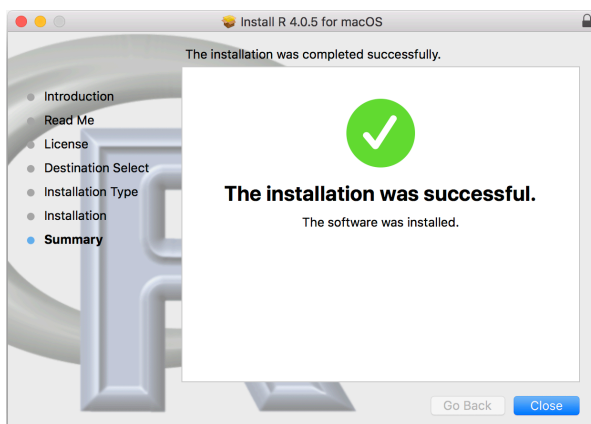 Install R 4.0.5 for macOS
The installation was completed successfully.
Introduction
Read Me
License
Destination Select
Installation Type
Installation
Summary
The installation was successful.
The software was installed.
Go Back
Close